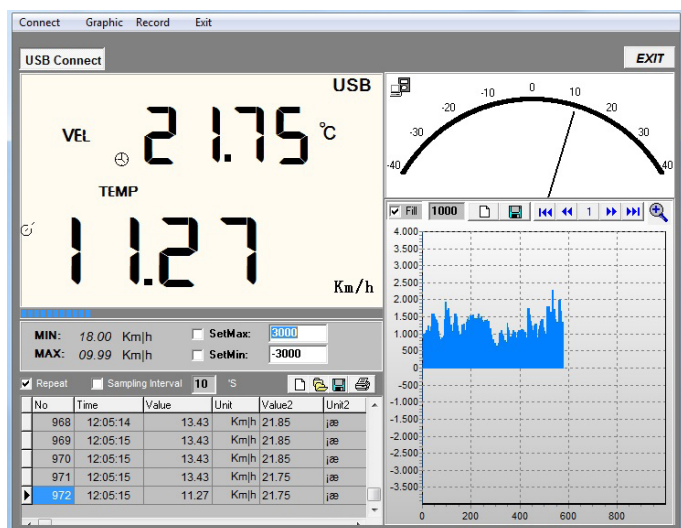 Connect Graphic Record Exit
USB Connect
EXIT
USB
VEL 21.75 °C
TEMP
11.27 Km/h
MIN: 18.00 Km|h SetMax: 3000
MAX: 09.99 Km|h SetMin: -3000
Repeat Sampling Interval 10 'S
No Time Value Unit Value2 Unit2
968 12:05:14 13.43 Km|h 21.85 ¡æ
969 12:05:15 13.43 Km|h 21.85 ¡æ
970 12:05:15 13.43 Km|h 21.85 ¡æ
971 12:05:15 13.43 Km|h 21.75 ¡æ
972 12:05:15 11.27 Km|h 21.75 ¡æ
-40 -30 -20 -10 0 10 20 30 40
Fill 1000 1
4.000
3.500
3.000
2.500
2.000
1.500
1.000
500
0
-500
-1.000
-1.500
-2.000
-2.500
-3.000
-3.500
0 200 400 600 800